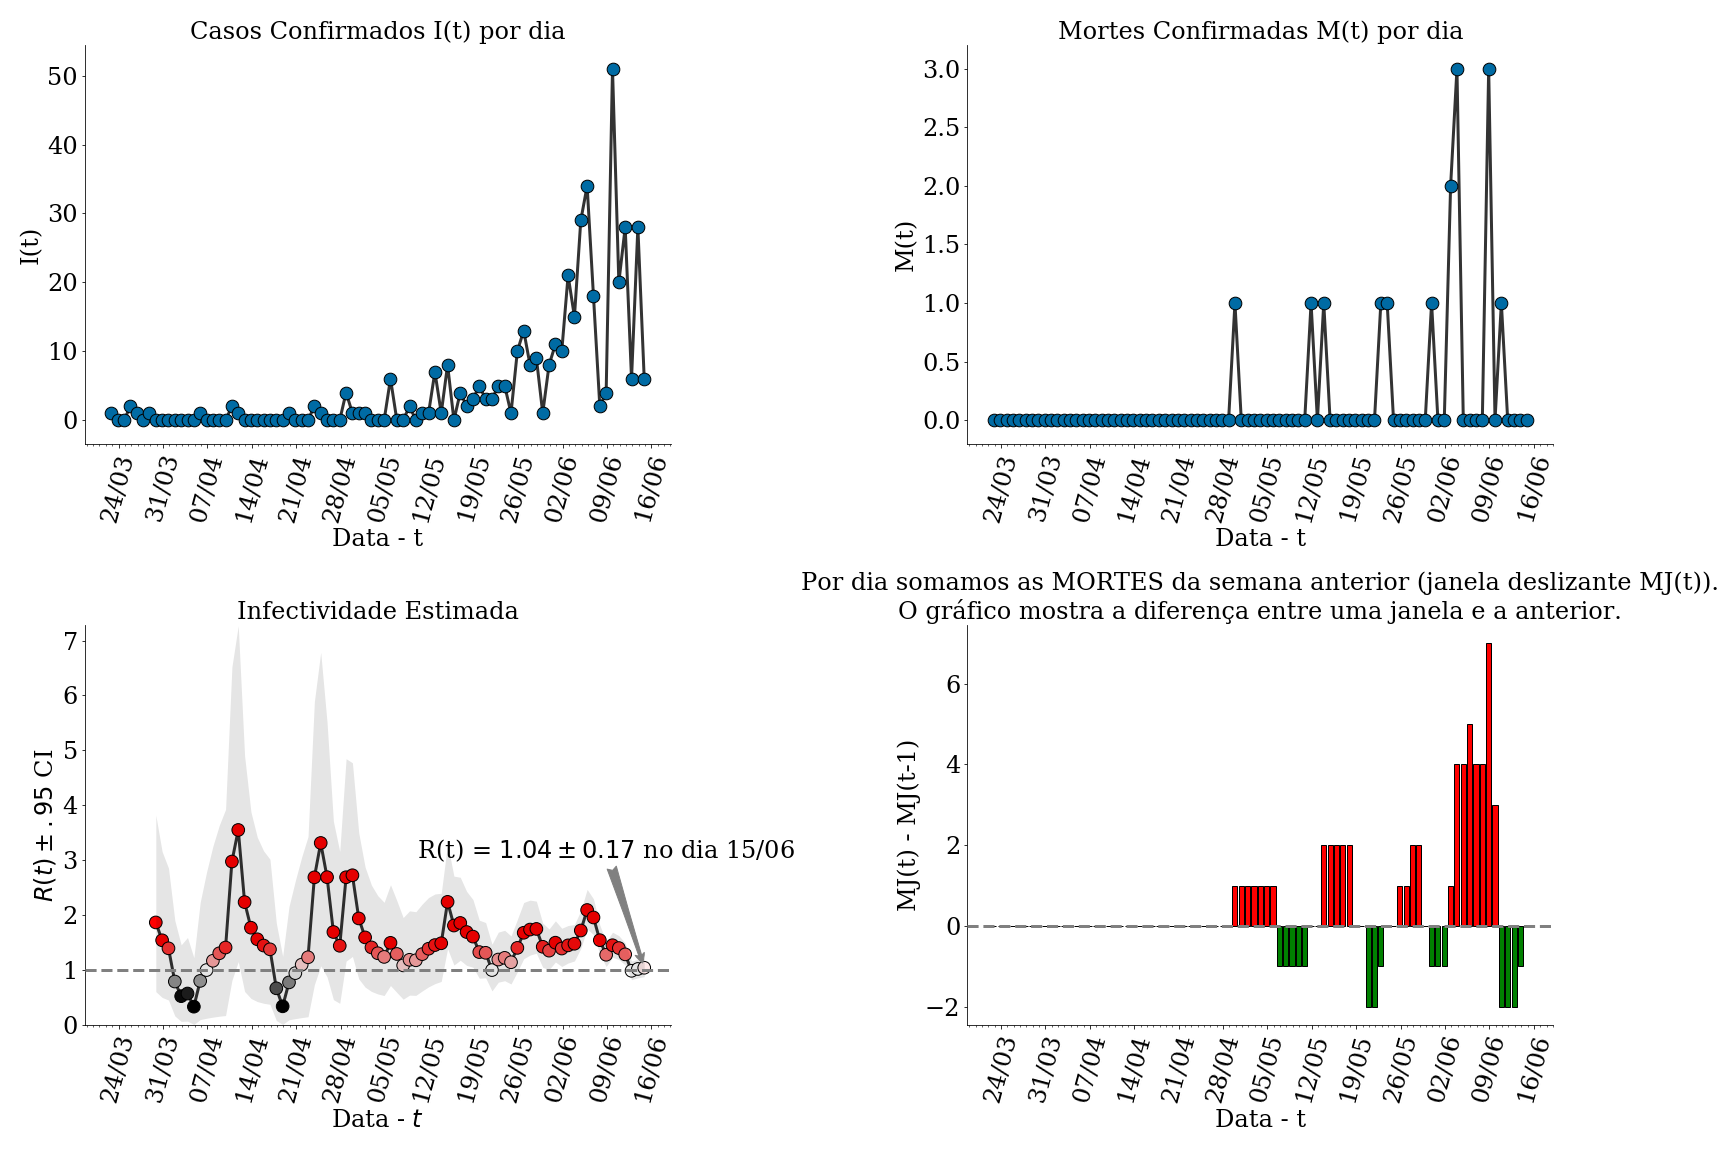 Casos Confirmados I(t) por dia
I(t)
50
40
30
20
10
0
24/03 31/03 07/04 14/04 21/04 28/04 05/05 12/05 19/05 26/05 02/06 09/06 16/06
Data - t
Mortes Confirmadas M(t) por dia
M(t)
3.0
2.5
2.0
1.5
1.0
0.5
0.0
24/03 31/03 07/04 14/04 21/04 28/04 05/05 12/05 19/05 26/05 02/06 09/06 16/06
Data - t
Infectividade Estimada
R(t) ± .95 CI
7
6
5
4
3
2
1
0
R(t) = 1.04 ± 0.17 no dia 15/06
24/03 31/03 07/04 14/04 21/04 28/04 05/05 12/05 19/05 26/05 02/06 09/06 16/06
Data - t
Por dia somamos as MORTES da semana anterior (janela deslizante MJ(t)).
O gráfico mostra a diferença entre uma janela e a anterior.
MJ(t) - MJ(t-1)
6
4
2
0
−2
24/03 31/03 07/04 14/04 21/04 28/04 05/05 12/05 19/05 26/05 02/06 09/06 16/06
Data - t